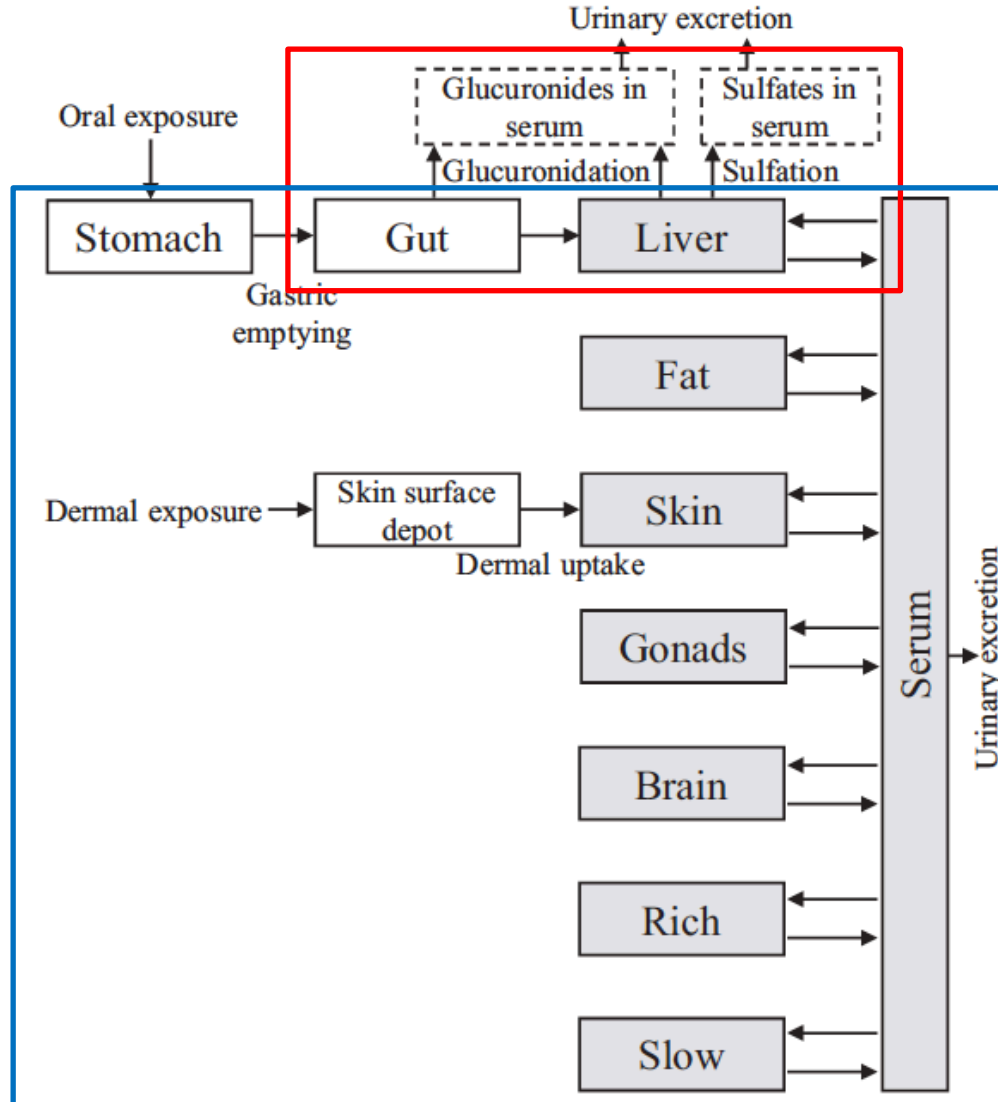 Urinary excretion
Glucuronides in
serum
Sulfates in
serum
Oral exposure
Glucuronidation
Sulfation
Stomach
Gut
Liver
Gastric
emptying
Fat
Dermal exposure
Skin surface
depot
Skin
Dermal uptake
Gonads
Serum
Urinary excretion
Brain
Rich
Slow